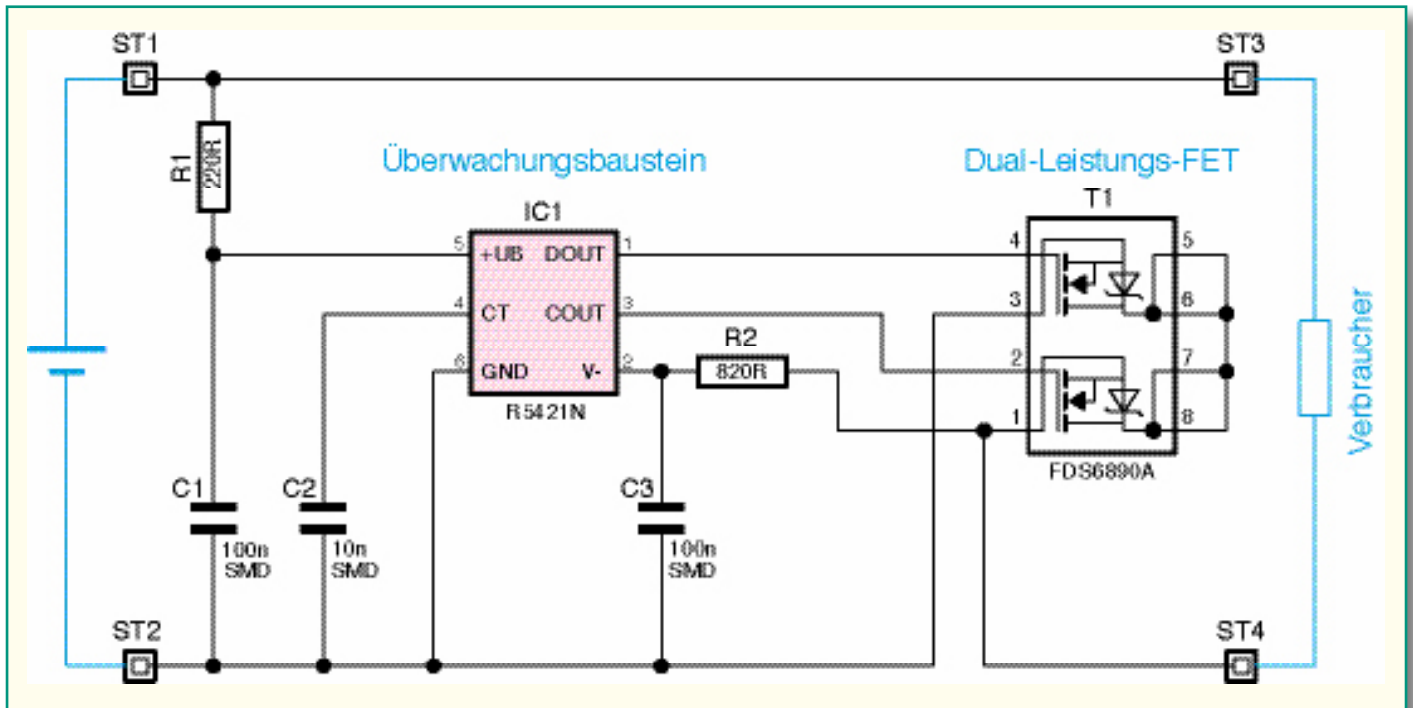 ST1
ST3
R1
220R
Überwachungsbaustein
Dual-Leistungs-FET
T1
IC1
5
+UB
DOUT
1
4
5
4
CT
COUT
3
3
6
R2
820R
2
7
6
GND
V-
2
1
8
R5421N
FDS6890A
Verbraucher
C1
100n
SMD
C2
10n
SMD
C3
100n
SMD
ST2
ST4